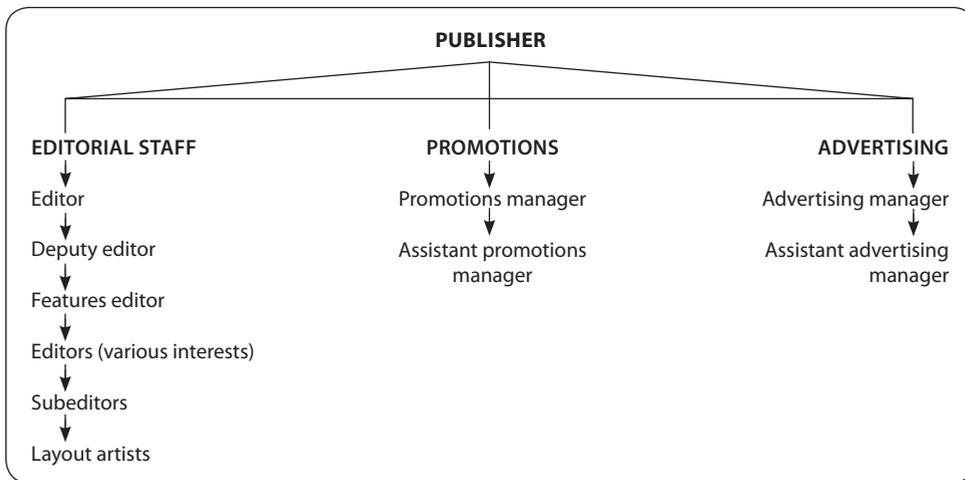 PUBLISHER
EDITORIAL STAFF
Editor
Deputy editor
Features editor
Editors (various interests)
Subeditors
Layout artists
PROMOTIONS
Promotions manager
Assistant promotions
manager
ADVERTISING
Advertising manager
Assistant advertising
manager